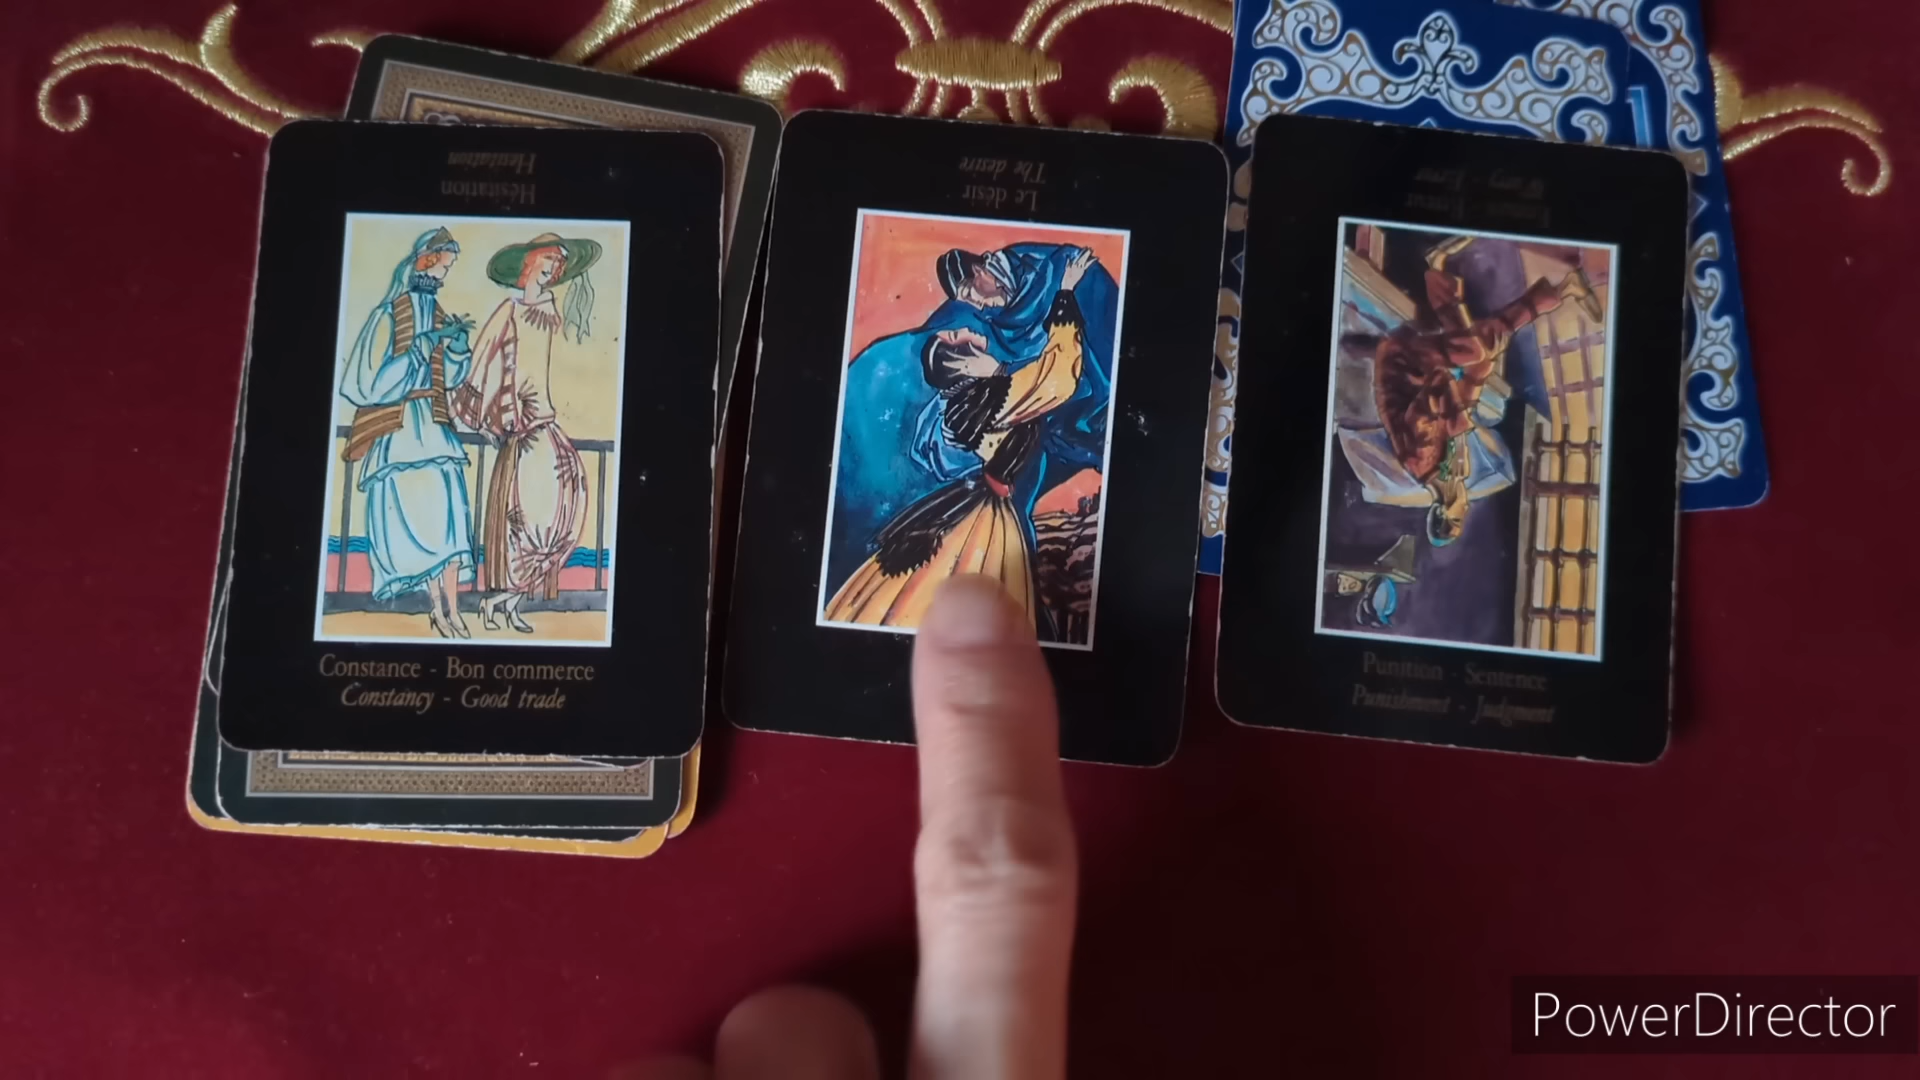 Hesitation
Hésitation
Constance - Bon commerce
Constancy - Good trade
The desire
Le désir
Punition - Sentence
Punishment - Judgment
PowerDirector